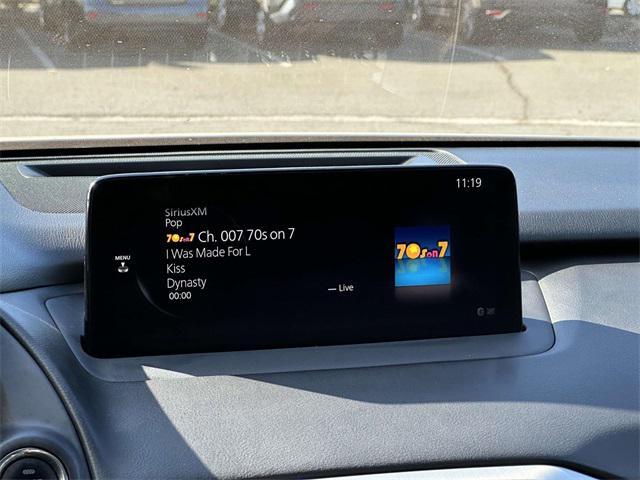 11:19
SiriusXM
Pop
70s on 7 Ch. 007 70s on 7
I Was Made For L
Kiss
Dynasty
00:00
— Live
MENU
70s on 7